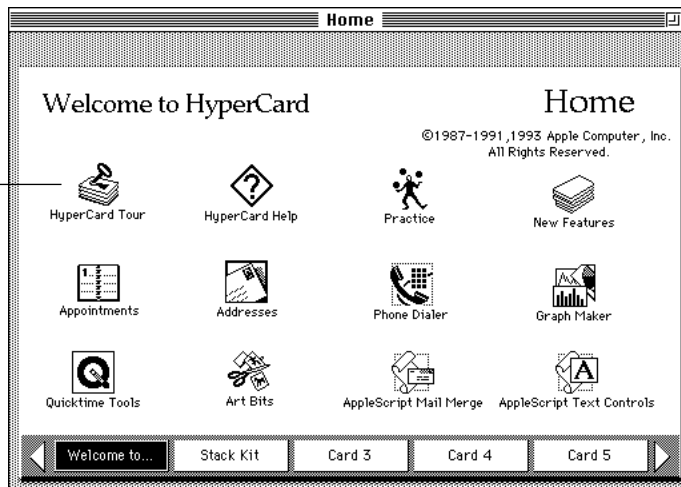 Home
Welcome to HyperCard
Home
©1987-1991,1993 Apple Computer, Inc.
All Rights Reserved.
HyperCard Tour
HyperCard Help
Practice
New Features
1.
Appointments
Addresses
Phone Dialer
Graph Maker
Quicktime Tools
Art Bits
A
AppleScript Mail Merge
AppleScript Text Controls
Welcome to...
Stack Kit
Card 3
Card 4
Card 5